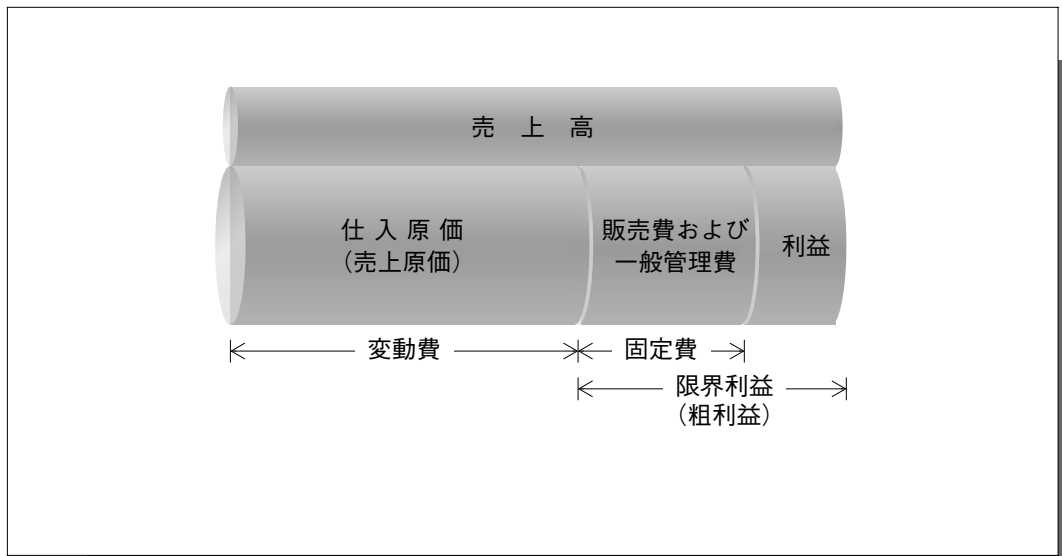 売上高
仕入原価
（売上原価）
販売費および
一般管理費
利益
変動費
固定費
限界利益
（粗利益）